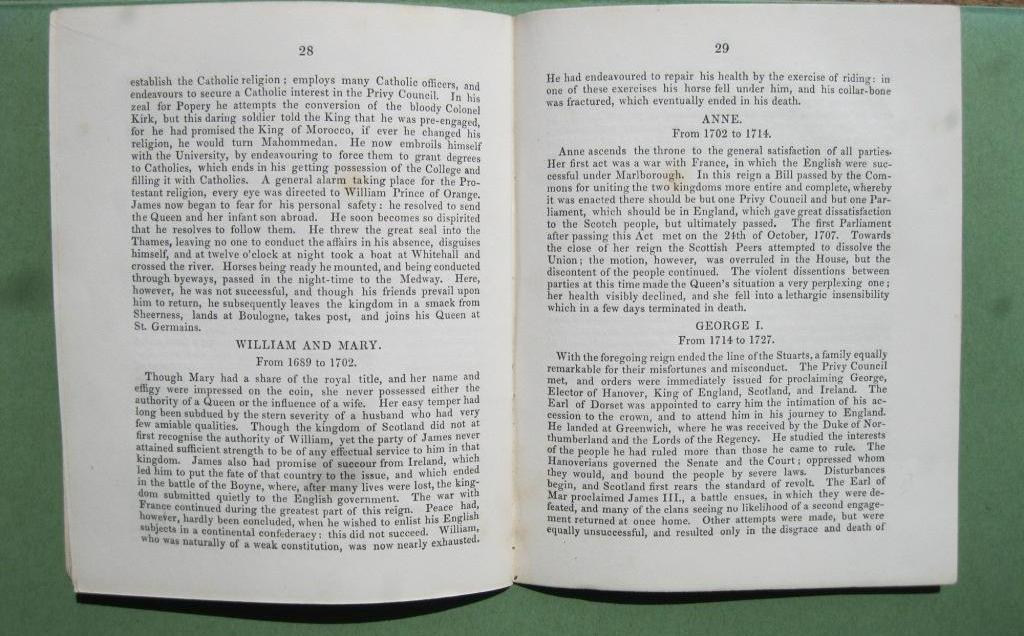 28
establish the Catholic religion ; employs many Catholic officers, and
endeavours to secure a Catholic interest in the Privy Council. In his
zeal for Popery he attempts the conversion of the bloody Colonel
Kirk, but this daring soldier told the King that he was pre-engaged,
for he had promised the King of Morocco, if ever he changed his
religion, he would turn Mahommedan. He now embroils himself
with the University, by endeavouring to force them to grant degrees
to Catholics, which ends in his getting possession of the College and
filling it with Catholics. A general alarm taking place for the Pro-
testant religion, every eye was directed to William Prince of Orange.
James now began to fear for his personal safety : he resolved to send
the Queen and her infant son abroad. He soon becomes so dispirited
that he resolves to follow them. He threw the great seal into the
Thames, leaving no one to conduct the affairs in his absence, disguises
himself, and at twelve o'clock at night took a boat at Whitehall and
crossed the river. Horses being ready he mounted, and being conducted
through byeways, passed in the night-time to the Medway. Here,
however, he was not successful, and though his friends prevail upon
him to return, he subsequently leaves the kingdom in a smack from
Sheerness, lands at Boulogne, takes post, and joins his Queen at
St. Germains.
WILLIAM AND MARY.
From 1689 to 1702.
Though Mary had a share of the royal title, and her name and
effigy were impressed on the coin, she never possessed either the
authority of a Queen or the influence of a wife. Her easy temper had
long been subdued by the stern severity of a husband who had very
few amiable qualities. Though the kingdom of Scotland did not at
first recognise the authority of William, yet the party of James never
attained sufficient strength to be of any effectual service to him in that
kingdom. James also had promise of succour from Ireland, which
led him to put the fate of that country to the issue, and which ended
in the battle of the Boyne, where, after many lives were lost, the king-
dom submitted quietly to the English government. The war with
France continued during the greatest part of this reign. Peace had,
however, hardly been concluded, when he wished to enlist his English
subjects in a continental confederacy: this did not succeed. William,
who was naturally of a weak constitution, was now nearly exhausted.
29
He had endeavoured to repair his health by the exercise of riding: in
one of these exercises his horse fell under him, and his collar-bone
was fractured, which eventually ended in his death.
ANNE.
From 1702 to 1714.
Anne ascends the throne to the general satisfaction of all parties.
Her first act was a war with France, in which the English were suc-
cessful under Marlborough. In this reign a Bill passed by the Com-
mons for uniting the two kingdoms more entire and complete, whereby
it was enacted there should be but one Privy Council and but one Par-
liament, which should be in England, which gave great dissatisfaction
to the Scotch people, but ultimately passed. The first Parliament
after passing this Act met on the 24th of October, 1707. Towards
the close of her reign the Scottish Peers attempted to dissolve the
Union ; the motion, however, was overruled in the House, but the
discontent of the people continued. The violent dissentions between
parties at this time made the Queen's situation a very perplexing one ;
her health visibly declined, and she fell into a lethargic insensibility
which in a few days terminated in death.
GEORGE I.
From 1714 to 1727.
With the foregoing reign ended the line of the Stuarts, a family equally
remarkable for their misfortunes and misconduct. The Privy Council
met, and orders were immediately issued for proclaiming George,
Elector of Hanover, King of England, Scotland, and Ireland. The
Earl of Dorset was appointed to carry him the intimation of his ac-
cession to the crown, and to attend him in his journey to England.
He landed at Greenwich, where he was received by the Duke of Nor-
thumberland and the Lords of the Regency. He studied the interests
of the people he had ruled more than those he came to rule. The
Hanoverians governed the Senate and the Court ; oppressed whom
they would, and bound the people by severe laws. Disturbances
begin, and Scotland first rears the standard of revolt. The Earl of
Mar proclaimed James III., a battle ensues, in which they were de-
feated, and many of the clans seeing no likelihood of a second engage-
ment returned at once home. Other attempts were made, but were
equally unsuccessful, and resulted only in the disgrace and death of